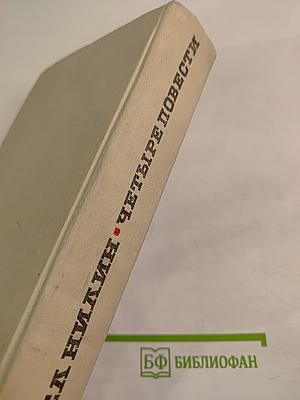 НИЛИН · ЧЕТЫРЕ ПОВЕСТИ
БФ БИБЛИОФАН